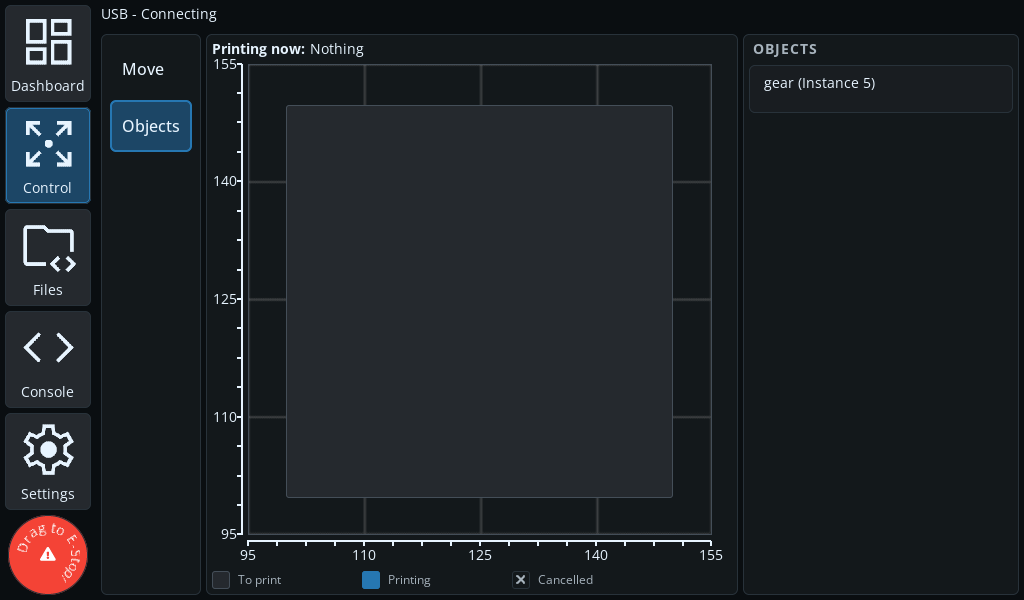 USB - Connecting
Dashboard
Control
Files
Console
Settings
Drag to E-Stop!
Move
Objects
Printing now: Nothing
155
140
125
110
95
95 110 125 140 155
To print Printing Cancelled
OBJECTS
gear (Instance 5)